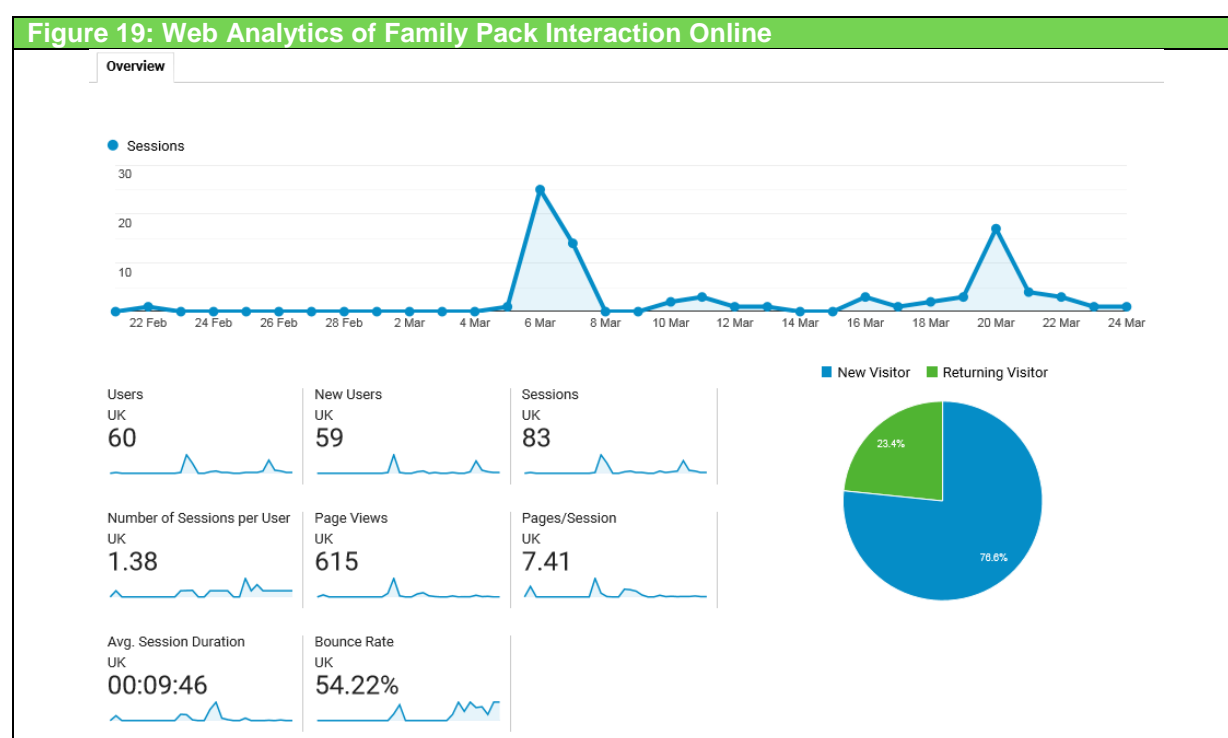 Figure 19: Web Analytics of Family Pack Interaction Online
Overview
Sessions
30
20
10
22 Feb 24 Feb 26 Feb 28 Feb 2 Mar 4 Mar 6 Mar 8 Mar 10 Mar 12 Mar 14 Mar 16 Mar 18 Mar 20 Mar 22 Mar 24 Mar
New Visitor Returning Visitor
Users
UK
60
New Users
UK
59
Sessions
UK
83
23.4%
76.6%
Number of Sessions per User
UK
1.38
Page Views
UK
615
Pages/Session
UK
7.41
Avg. Session Duration
UK
00:09:46
Bounce Rate
UK
54.22%